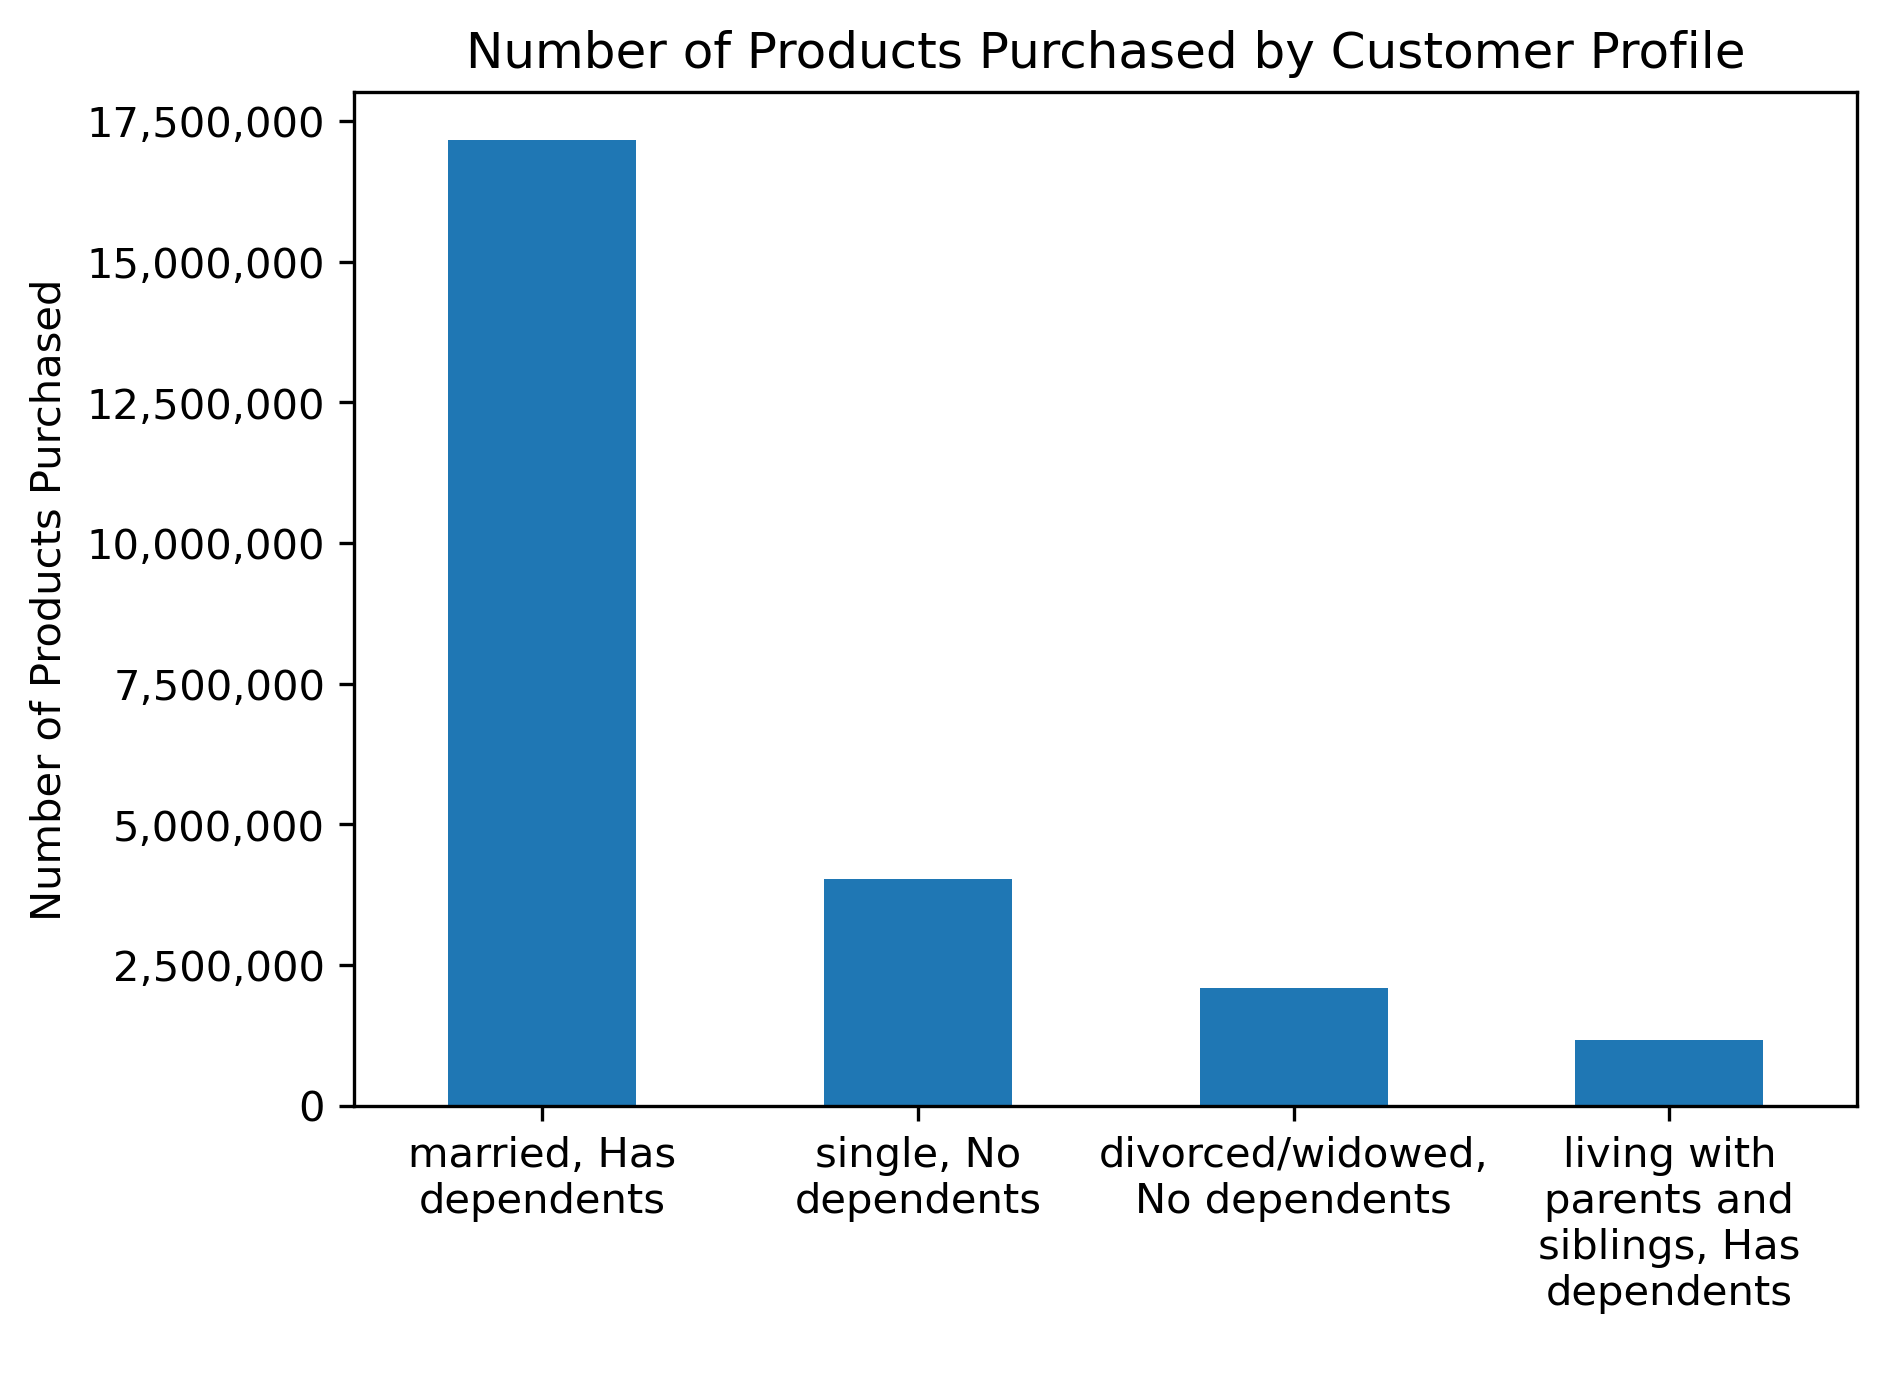 Number of Products Purchased by Customer Profile
Number of Products Purchased
17,500,000
15,000,000
12,500,000
10,000,000
7,500,000
5,000,000
2,500,000
0
married, Has
dependents
single, No
dependents
divorced/widowed,
No dependents
living with
parents and
siblings, Has
dependents